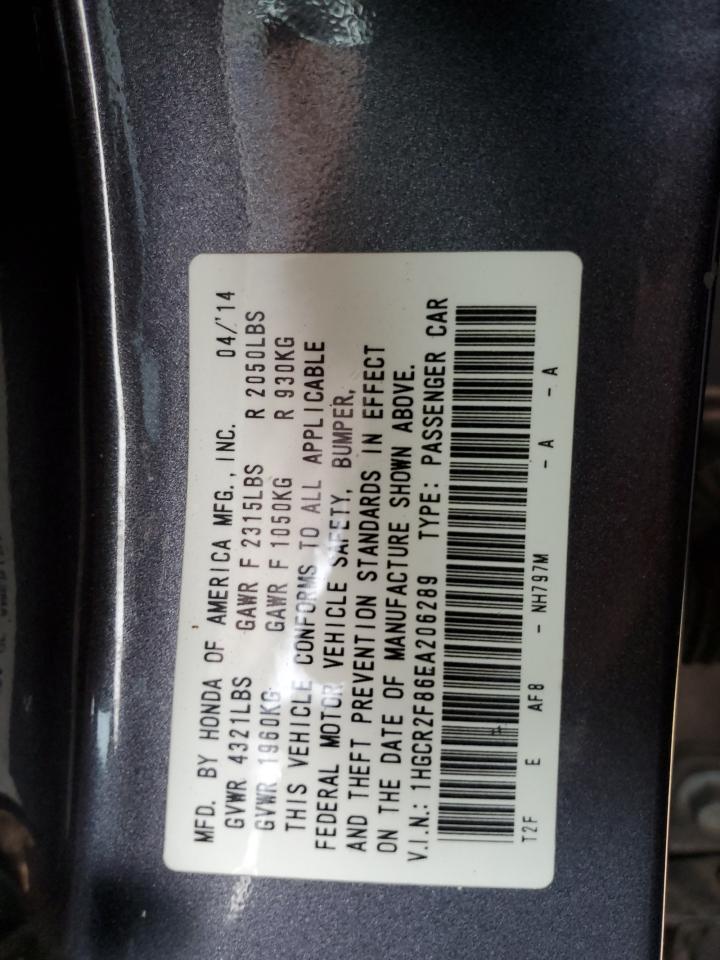 MFD. BY HONDA OF AMERICA MFG., INC. 04/'14
GVWR 4321LBS GAWR F 2315LBS R 2050LBS
GVWR 1960KG GAWR F 1050KG R 930KG
THIS VEHICLE CONFORMS TO ALL APPLICABLE
FEDERAL MOTOR VEHICLE SAFETY, BUMPER,
AND THEFT PREVENTION STANDARDS IN EFFECT
ON THE DATE OF MANUFACTURE SHOWN ABOVE.
V.I.N.: 1HGCR2F86EA206289 TYPE: PASSENGER CAR
T2F E AF8 - NH797M - A - A